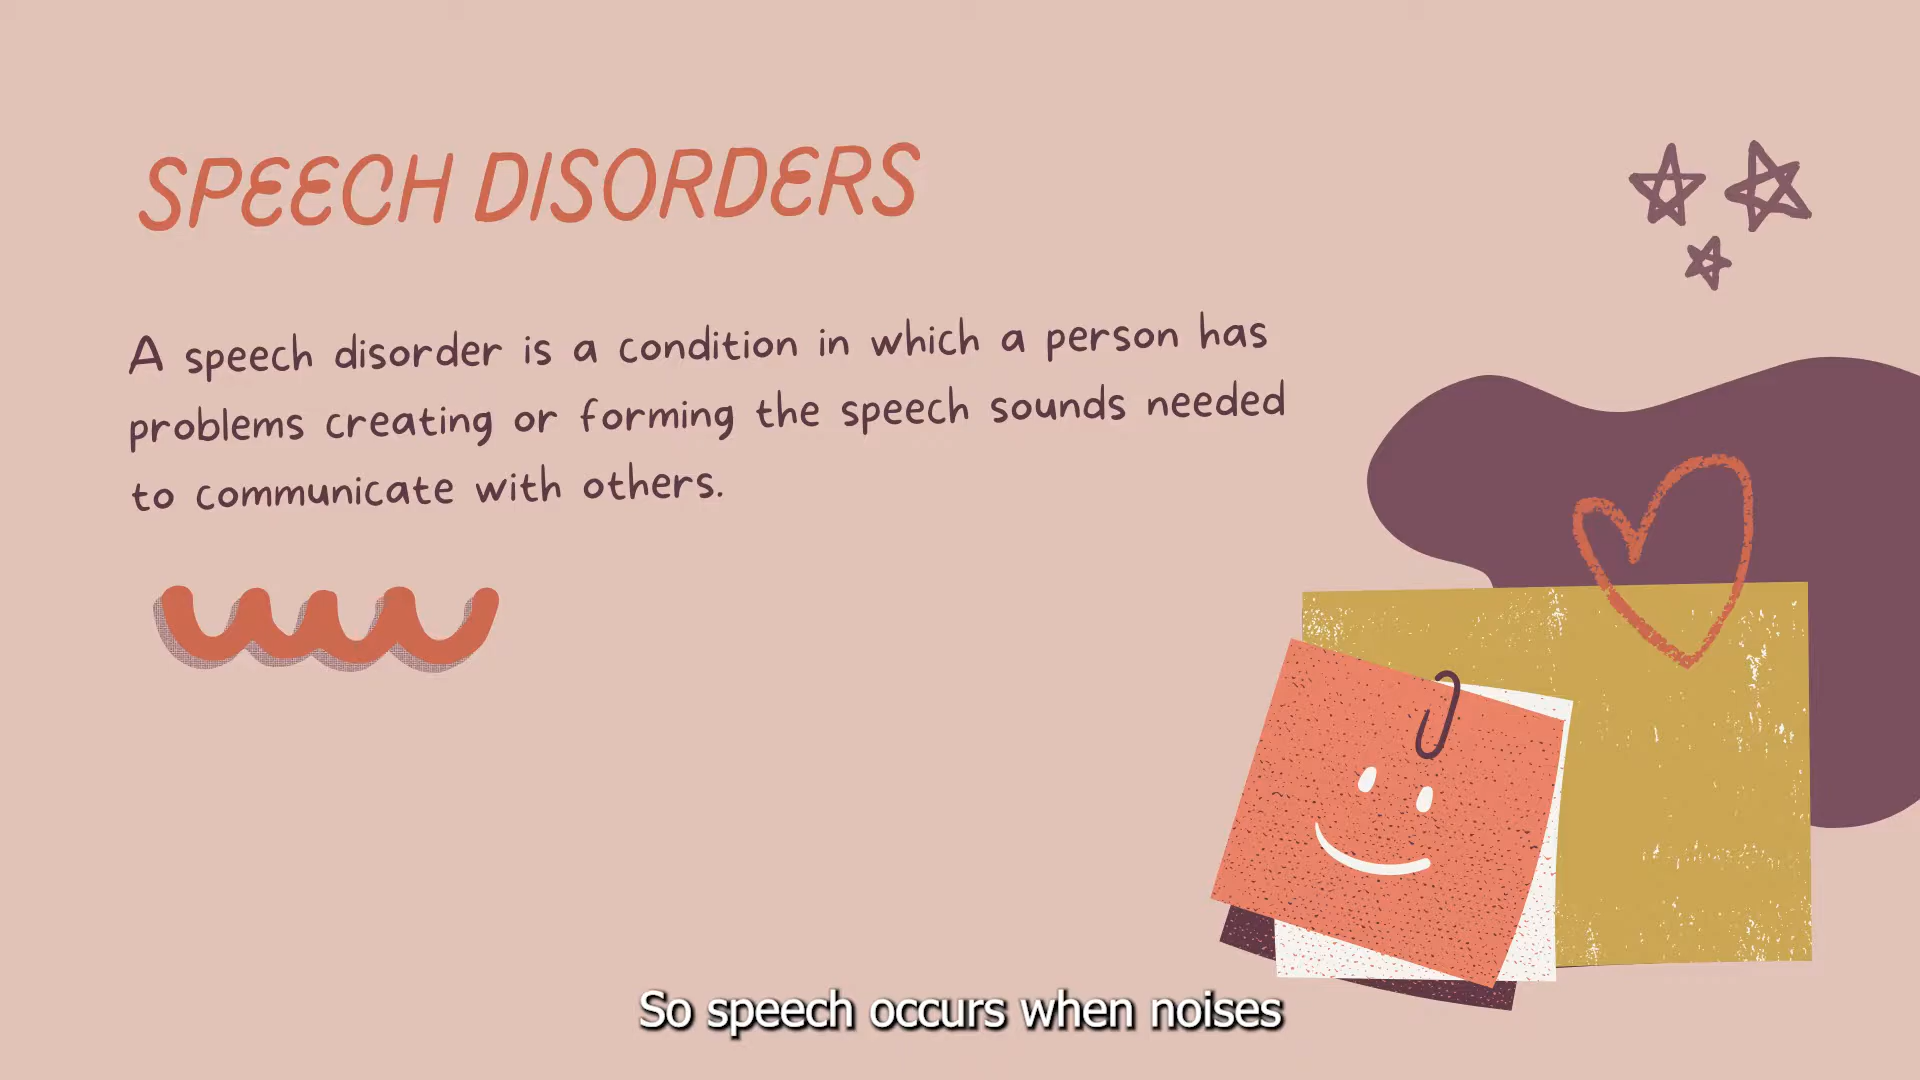 SPEECH DISORDERS
A speech disorder is a condition in which a person has
problems creating or forming the speech sounds needed
to communicate with others.
So speech occurs when noises